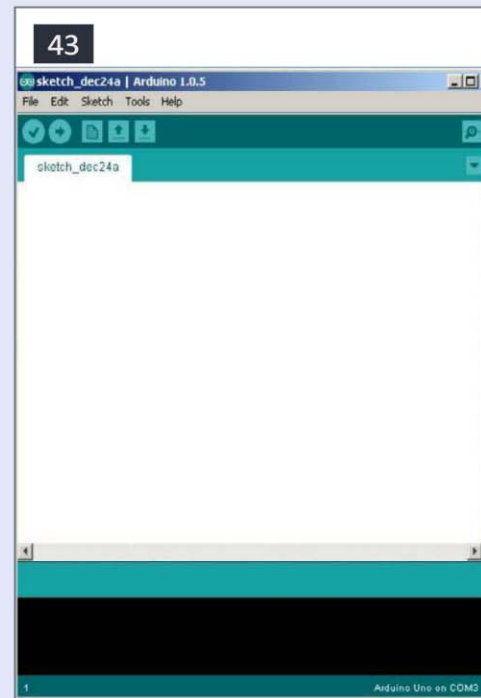 43
sketch_dec24a | Arduino 1.0.5
File Edit Sketch Tools Help
sketch_dec24a
1
Arduino Uno on COM3